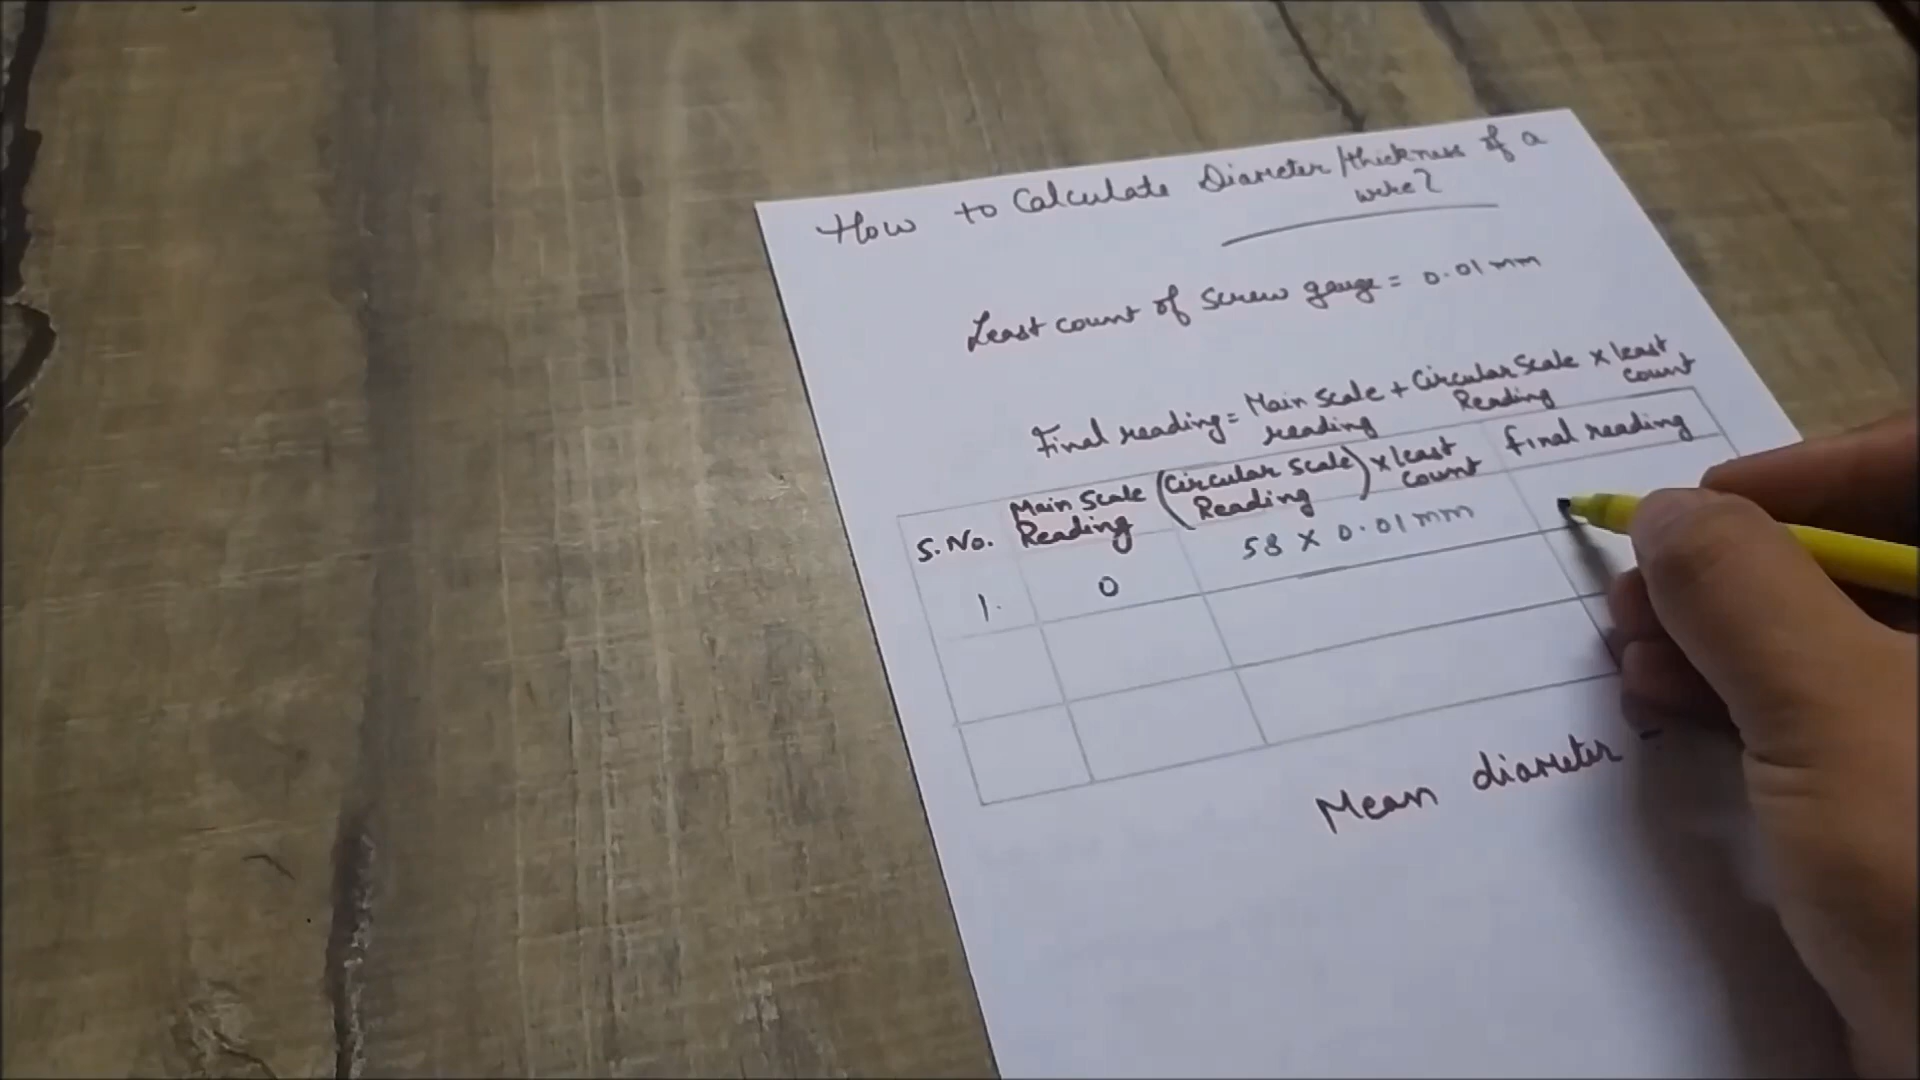 How to Calculate Diameter/thickness of a
wire?
Least count of screw gauge = 0.01 mm
Final reading = Main Scale + Circular Scale × least
reading Reading count
S.No. Main Scale (Circular Scale) × least final reading
Reading Reading count
1. 0 58 × 0.01 mm
Mean diameter =